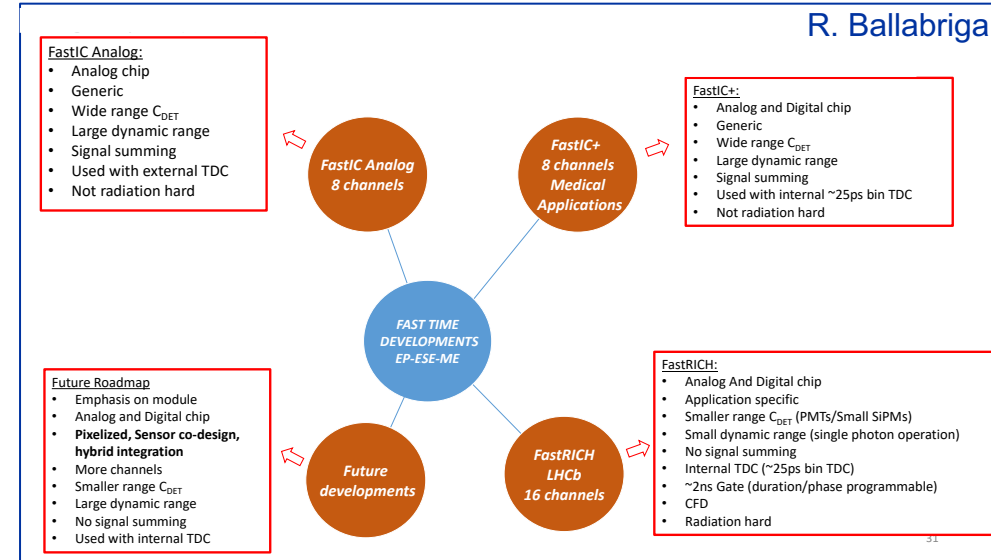 R. Ballabriga
FastIC Analog:
• Analog chip
• Generic
• Wide range C_DET
• Large dynamic range
• Signal summing
• Used with external TDC
• Not radiation hard
FastIC Analog
8 channels
FastIC+
8 channels
Medical
Applications
FastIC+:
• Analog and Digital chip
• Generic
• Wide range C_DET
• Large dynamic range
• Signal summing
• Used with internal ~25ps bin TDC
• Not radiation hard
FAST TIME
DEVELOPMENTS
EP-ESE-ME
Future Roadmap
• Emphasis on module
• Analog and Digital chip
• Pixelized, Sensor co-design,
hybrid integration
• More channels
• Smaller range C_DET
• Large dynamic range
• No signal summing
• Used with internal TDC
Future
developments
FastRICH
LHCb
16 channels
FastRICH:
• Analog And Digital chip
• Application specific
• Smaller range C_DET (PMTs/Small SiPMs)
• Small dynamic range (single photon operation)
• No signal summing
• Internal TDC (~25ps bin TDC)
• ~2ns Gate (duration/phase programmable)
• CFD
• Radiation hard
31